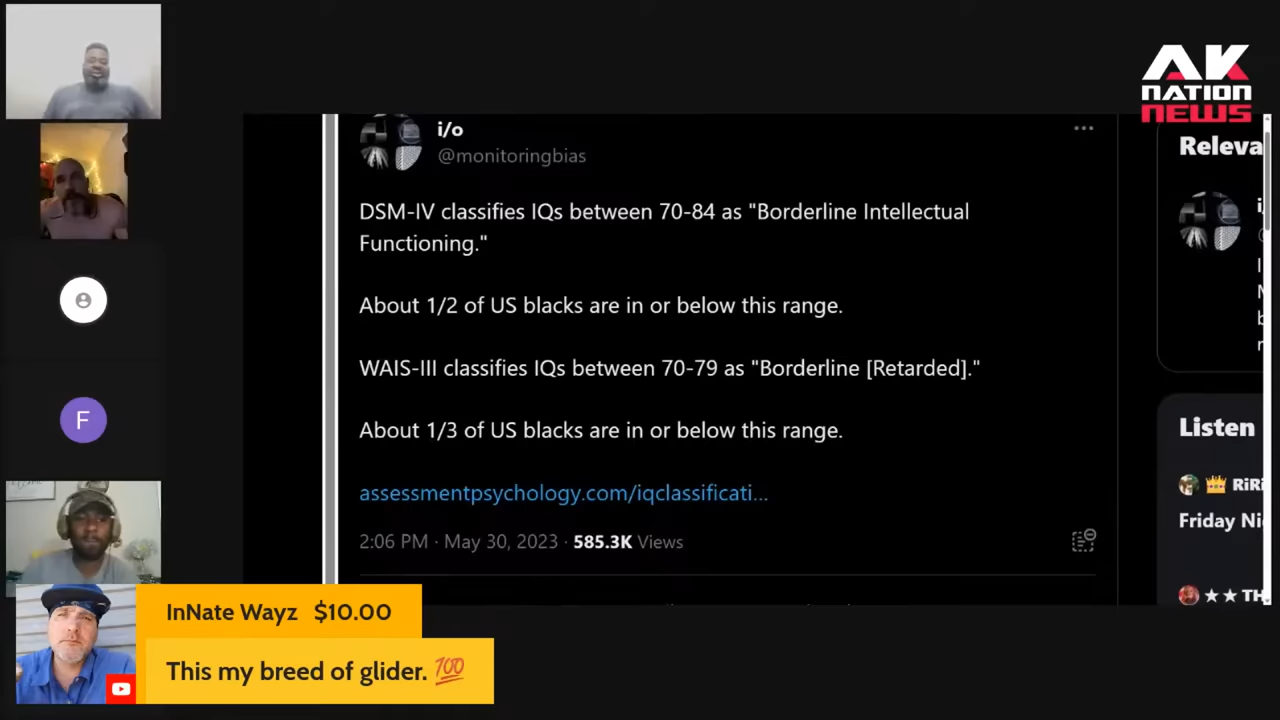 AK
NATION
NEWS
i/o
@monitoringbias
DSM-IV classifies IQs between 70-84 as "Borderline Intellectual
Functioning."
About 1/2 of US blacks are in or below this range.
WAIS-III classifies IQs between 70-79 as "Borderline [Retarded]."
About 1/3 of US blacks are in or below this range.
assessmentpsychology.com/iqclassificati...
2:06 PM · May 30, 2023 · 585.3K Views
Releva
Listen
RiRi
Friday Ni
TH
F
InNate Wayz $10.00
This my breed of glider. 💯